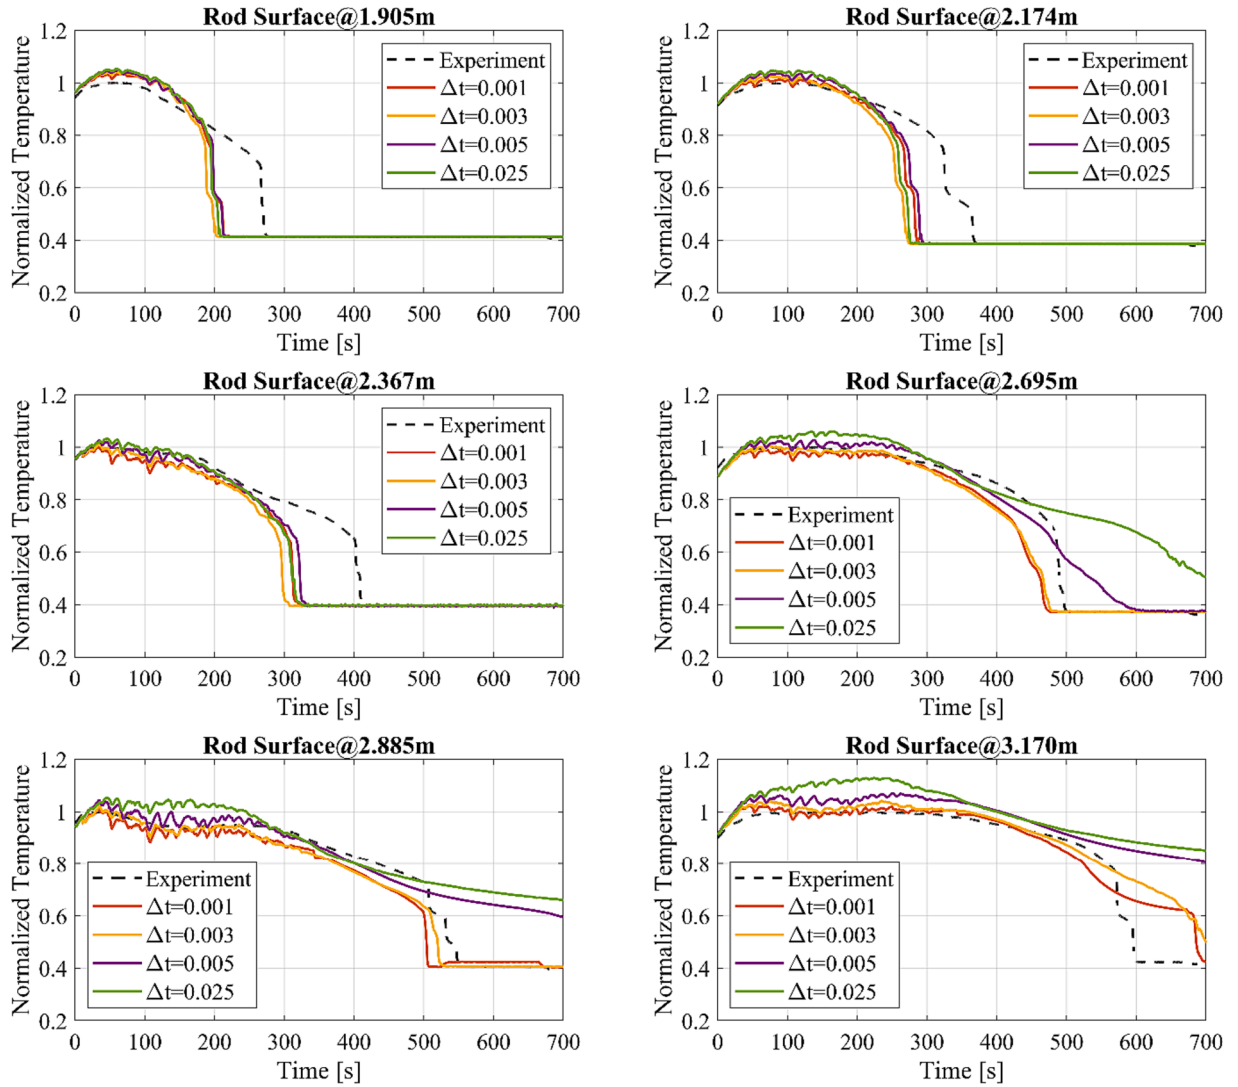 Rod Surface@1.905m
Normalized Temperature
1.2
1
0.8
0.6
0.4
0.2
Experiment
Δt=0.001
Δt=0.003
Δt=0.005
Δt=0.025
0 100 200 300 400 500 600 700
Time [s]
Rod Surface@2.174m
Normalized Temperature
1.2
1
0.8
0.6
0.4
0.2
Experiment
Δt=0.001
Δt=0.003
Δt=0.005
Δt=0.025
0 100 200 300 400 500 600 700
Time [s]
Rod Surface@2.367m
Normalized Temperature
1.2
1
0.8
0.6
0.4
0.2
Experiment
Δt=0.001
Δt=0.003
Δt=0.005
Δt=0.025
0 100 200 300 400 500 600 700
Time [s]
Rod Surface@2.695m
Normalized Temperature
1.2
1
0.8
0.6
0.4
0.2
Experiment
Δt=0.001
Δt=0.003
Δt=0.005
Δt=0.025
0 100 200 300 400 500 600 700
Time [s]
Rod Surface@2.885m
Normalized Temperature
1.2
1
0.8
0.6
0.4
0.2
Experiment
Δt=0.001
Δt=0.003
Δt=0.005
Δt=0.025
0 100 200 300 400 500 600 700
Time [s]
Rod Surface@3.170m
Normalized Temperature
1.2
1
0.8
0.6
0.4
0.2
Experiment
Δt=0.001
Δt=0.003
Δt=0.005
Δt=0.025
0 100 200 300 400 500 600 700
Time [s]